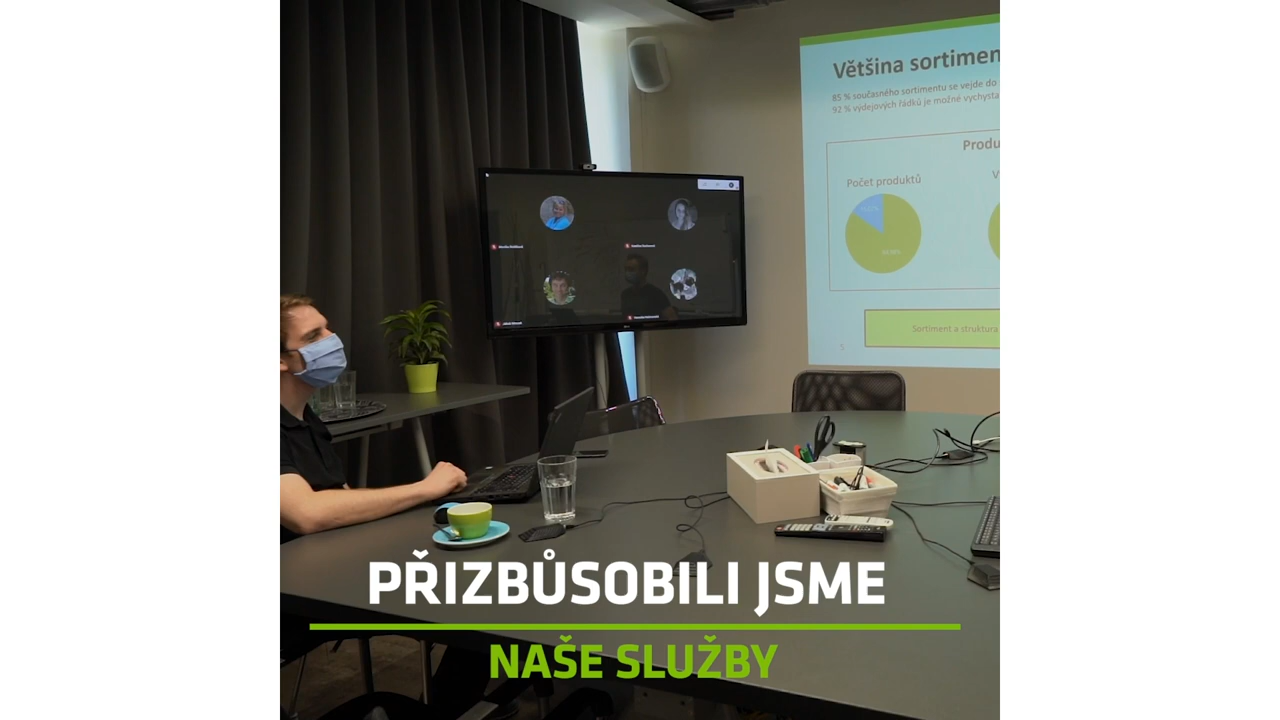 Většina sortimen
85 % současného sortimentu se vejde do
92 % výdejových řádků je možné vychysta
Produ
Počet produktů
V
Sortiment a struktura
5
PŘIZBŮSOBILI JSME
NAŠE SLUŽBY